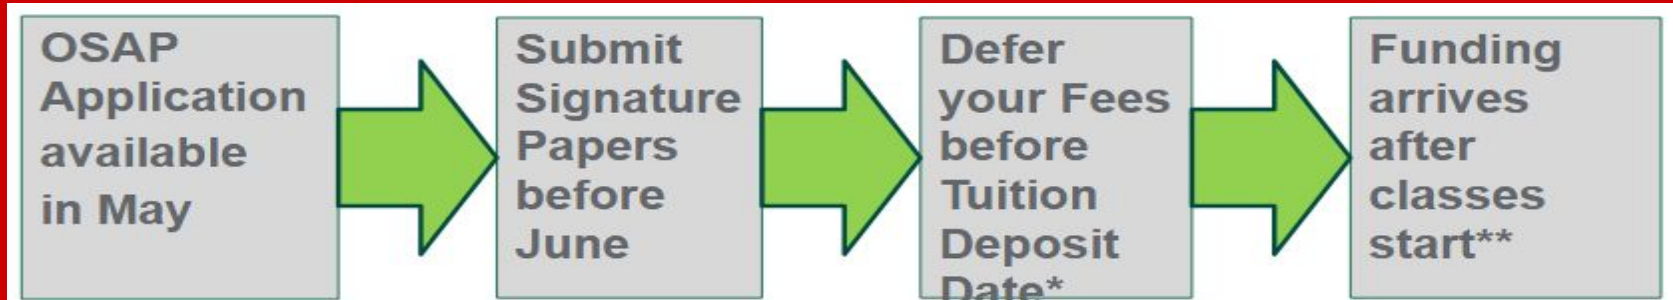 OSAP
Application
available
in May
Submit
Signature
Papers
before
June
Defer
your Fees
before
Tuition
Deposit
Date*
Funding
arrives
after
classes
start**